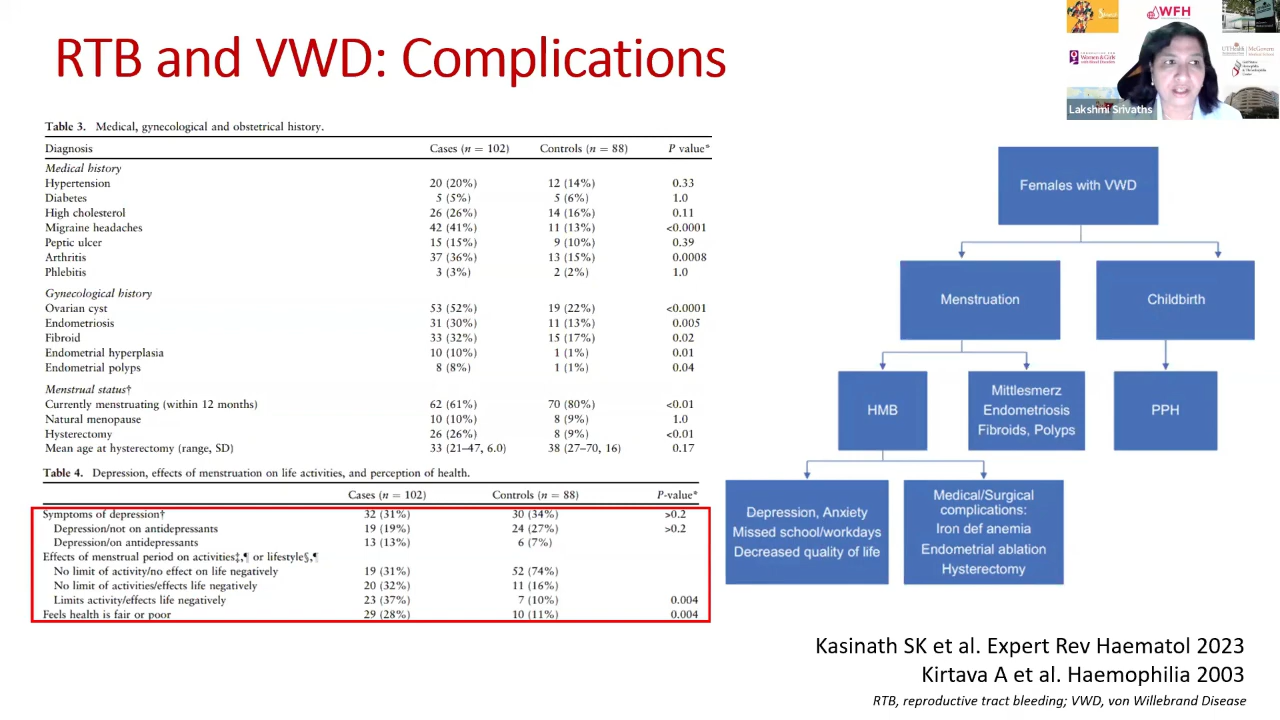 RTB and VWD: Complications
WFH
Women & Girls
UTHealth
McGovern
Medical School
Lakshmi Srivaths
Table 3. Medical, gynecological and obstetrical history.
Diagnosis Cases (n = 102) Controls (n = 88) P value*
Medical history
Hypertension 20 (20%) 12 (14%) 0.33
Diabetes 5 (5%) 5 (6%) 1.0
High cholesterol 26 (26%) 14 (16%) 0.11
Migraine headaches 42 (41%) 11 (13%) <0.0001
Peptic ulcer 15 (15%) 9 (10%) 0.39
Arthritis 37 (36%) 13 (15%) 0.0008
Phlebitis 3 (3%) 2 (2%) 1.0
Gynecological history
Ovarian cyst 53 (52%) 19 (22%) <0.0001
Endometriosis 31 (30%) 11 (13%) 0.005
Fibroid 33 (32%) 15 (17%) 0.02
Endometrial hyperplasia 10 (10%) 1 (1%) 0.01
Endometrial polyps 8 (8%) 1 (1%) 0.04
Menstrual status†
Currently menstruating (within 12 months) 62 (61%) 70 (80%) <0.01
Natural menopause 10 (10%) 8 (9%) 1.0
Hysterectomy 26 (26%) 8 (9%) <0.01
Mean age at hysterectomy (range, SD) 33 (21–47, 6.0) 38 (27–70, 16) 0.17
Table 4. Depression, effects of menstruation on life activities, and perception of health.
Cases (n = 102) Controls (n = 88) P-value*
Symptoms of depression† 32 (31%) 30 (34%) >0.2
Depression/not on antidepressants 19 (19%) 24 (27%) >0.2
Depression/on antidepressants 13 (13%) 6 (7%)
Effects of menstrual period on activities‡,¶ or lifestyle§,¶
No limit of activity/no effect on life negatively 19 (31%) 52 (74%)
No limit of activities/effects life negatively 20 (32%) 11 (16%)
Limits activity/effects life negatively 23 (37%) 7 (10%) 0.004
Feels health is fair or poor 29 (28%) 10 (11%) 0.004
Females with VWD
Menstruation
Childbirth
HMB
Mittlesmerz
Endometriosis
Fibroids, Polyps
PPH
Depression, Anxiety
Missed school/workdays
Decreased quality of life
Medical/Surgical
complications:
Iron def anemia
Endometrial ablation
Hysterectomy
Kasinath SK et al. Expert Rev Haematol 2023
Kirtava A et al. Haemophilia 2003
RTB, reproductive tract bleeding; VWD, von Willebrand Disease